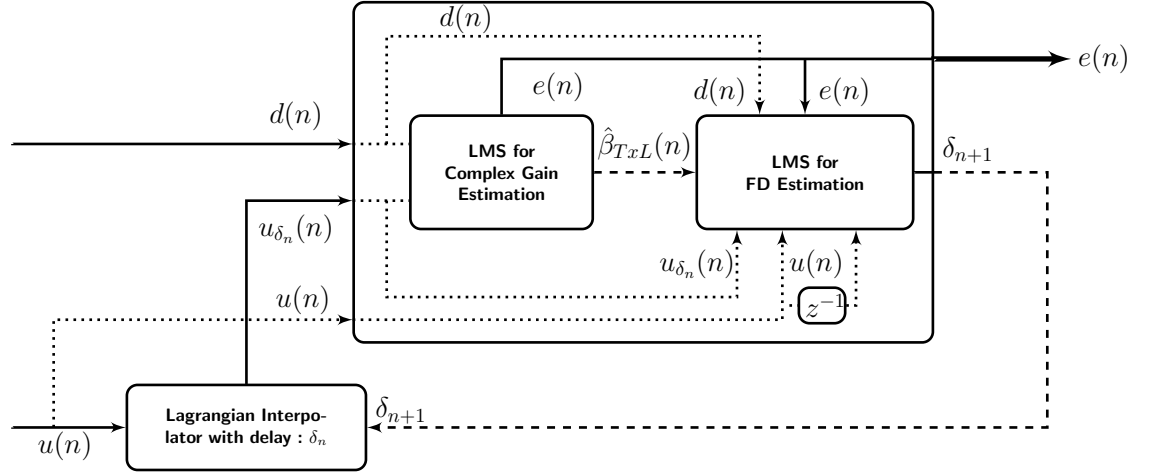 d(n)
e(n)
e(n)
d(n)
e(n)
d(n)
LMS for
Complex Gain
Estimation
β̂_{TxL}(n)
LMS for
FD Estimation
δ_{n+1}
u_{δ_n}(n)
u_{δ_n}(n)
u(n)
u(n)
z^{-1}
Lagrangian Interpo-
lator with delay : δ_n
δ_{n+1}
u(n)